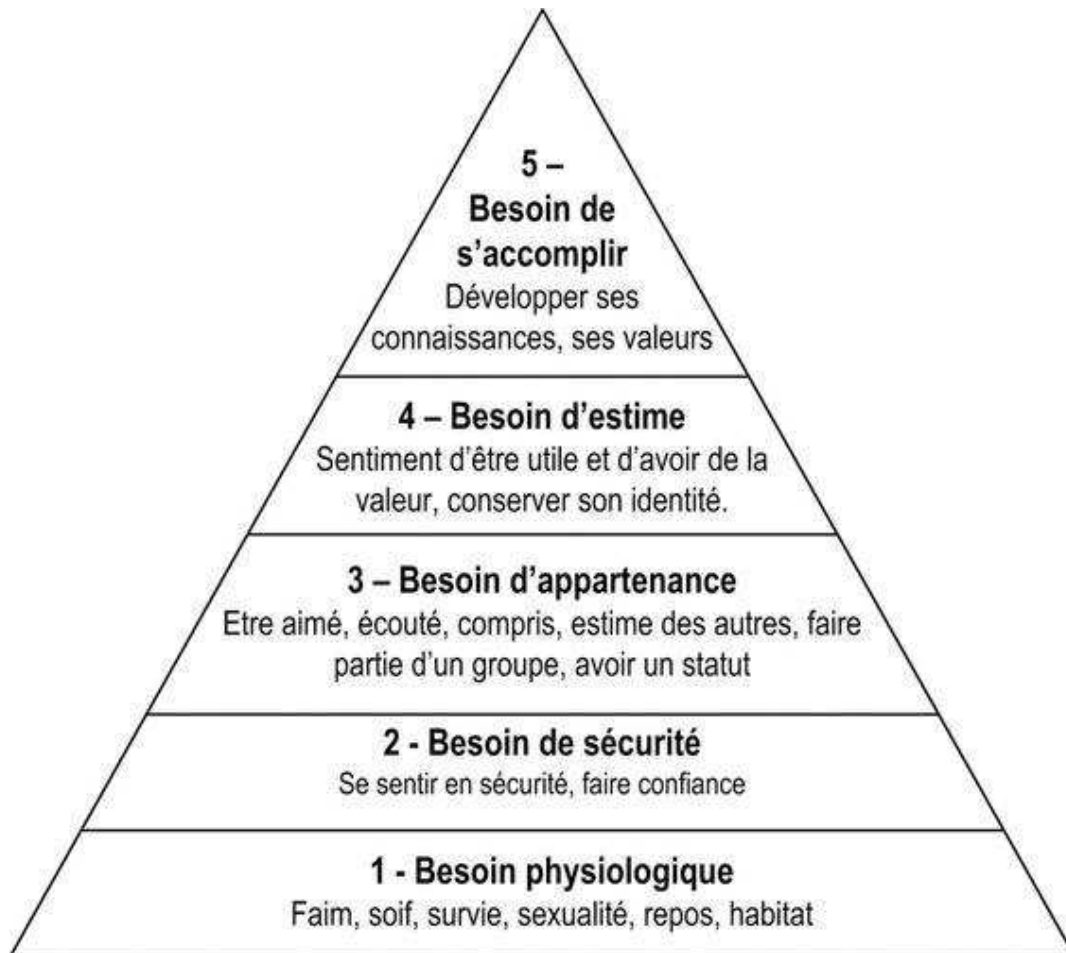 5 –
Besoin de
s’accomplir
Développer ses
connaissances, ses valeurs
4 – Besoin d’estime
Sentiment d’être utile et d’avoir de la
valeur, conserver son identité.
3 – Besoin d’appartenance
Etre aimé, écouté, compris, estime des autres, faire
partie d’un groupe, avoir un statut
2 - Besoin de sécurité
Se sentir en sécurité, faire confiance
1 - Besoin physiologique
Faim, soif, survie, sexualité, repos, habitat